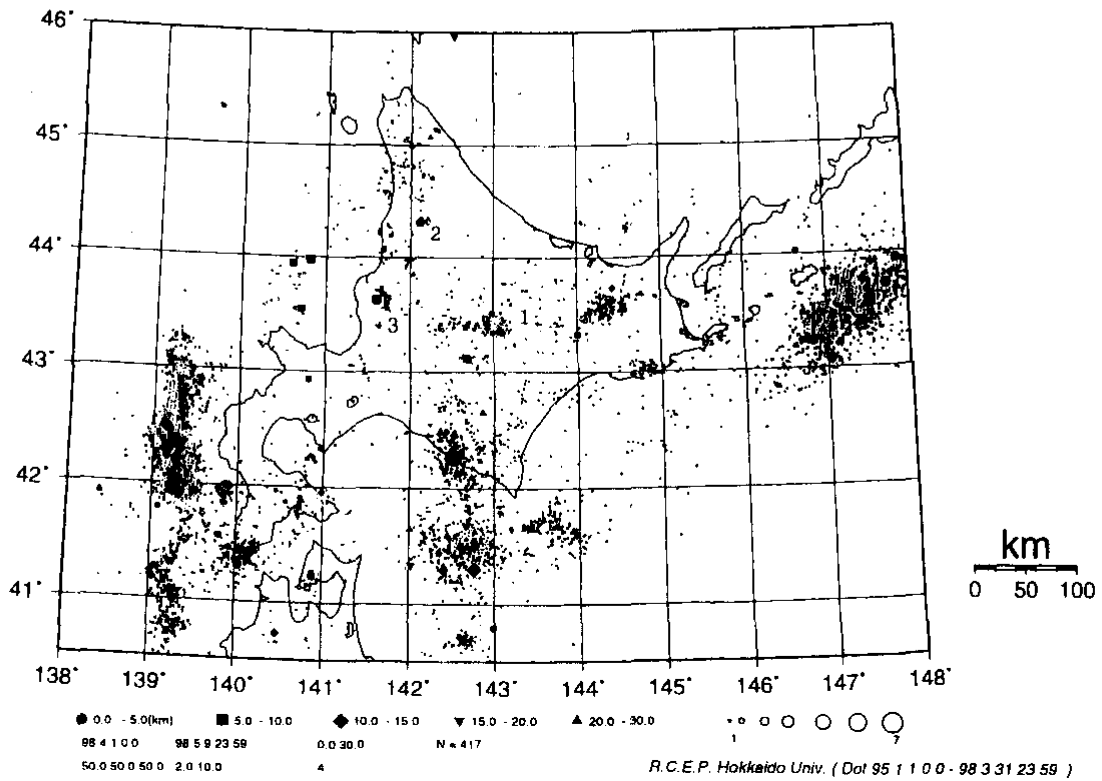 46°
45°
44°
43°
42°
41°
2
1
3
km
0 50 100
138° 139° 140° 141° 142° 143° 144° 145° 146° 147° 148°
0.0 - 5.0(km) 5.0 - 10.0 10.0 - 15.0 15.0 - 20.0 20.0 - 30.0
1 7
98 4 1 0 0 98 5 9 23 59 0.0 30.0 N = 417
50.0 50.0 50.0 2.0 10.0 4
R.C.E.P. Hokkaido Univ. ( Dot 95 1 1 0 0 - 98 3 31 23 59 )